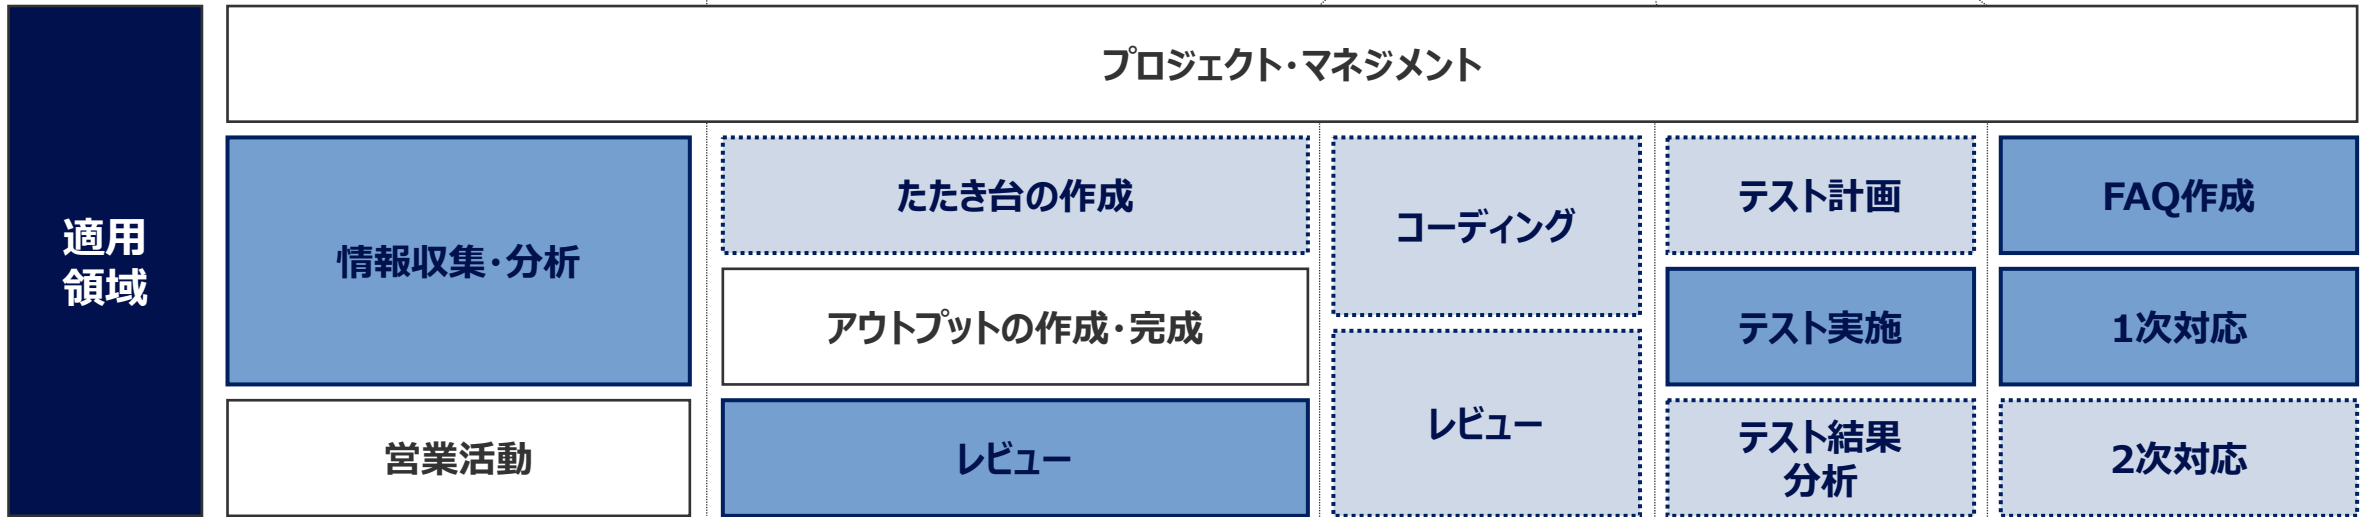 適用
領域
プロジェクト・マネジメント
情報収集・分析
営業活動
たたき台の作成
アウトプットの作成・完成
レビュー
コーディング
レビュー
テスト計画
テスト実施
テスト結果
分析
FAQ作成
1次対応
2次対応